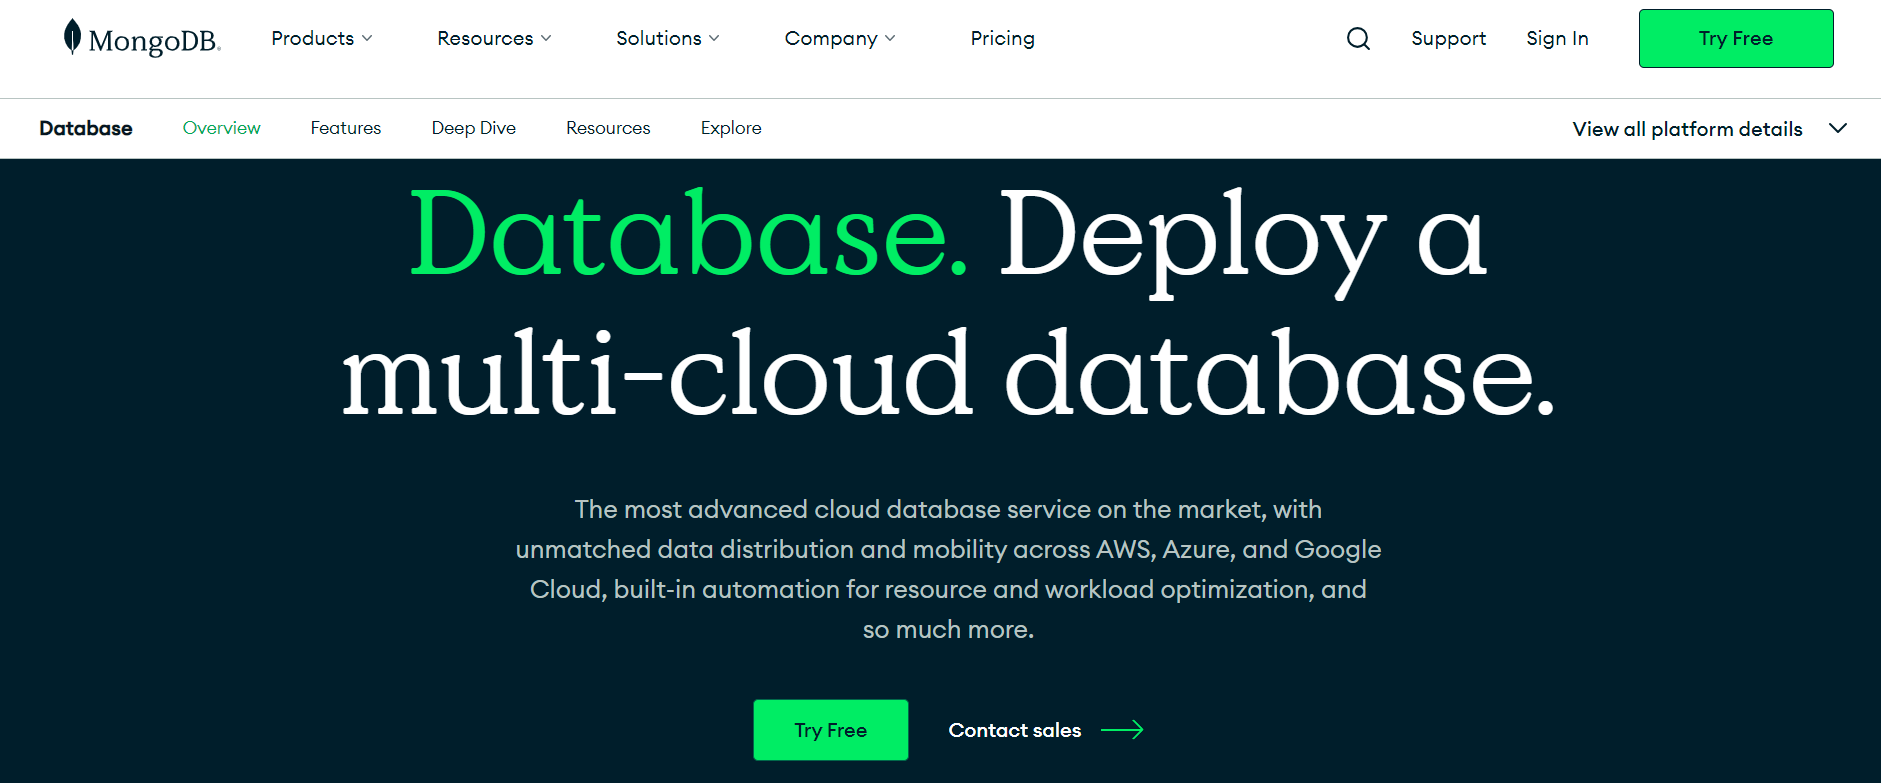 MongoDB.
Products
Resources
Solutions
Company
Pricing
Support
Sign In
Try Free
Database
Overview
Features
Deep Dive
Resources
Explore
View all platform details
Database. Deploy a
multi-cloud database.
The most advanced cloud database service on the market, with
unmatched data distribution and mobility across AWS, Azure, and Google
Cloud, built-in automation for resource and workload optimization, and
so much more.
Try Free
Contact sales